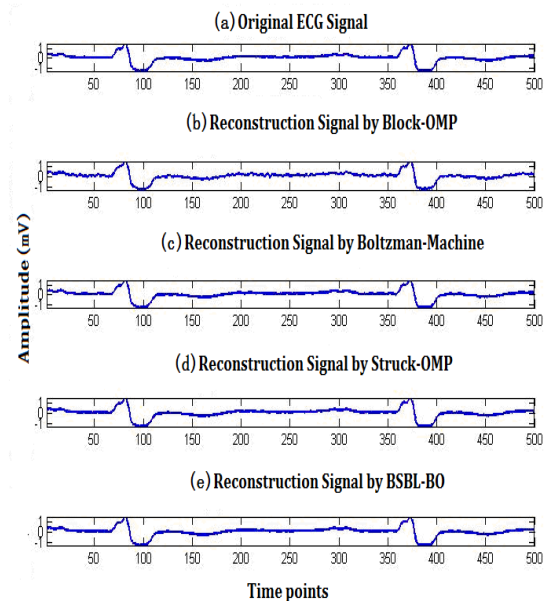 (a)Original ECG Signal
1
0
-1
50 100 150 200 250 300 350 400 450 500
(b)Reconstruction Signal by Block-OMP
1
0
-1
50 100 150 200 250 300 350 400 450 500
(c)Reconstruction Signal by Boltzman-Machine
1
0
-1
50 100 150 200 250 300 350 400 450 500
(d)Reconstruction Signal by Struck-OMP
1
0
-1
50 100 150 200 250 300 350 400 450 500
(e)Reconstruction Signal by BSBL-BO
1
0
-1
50 100 150 200 250 300 350 400 450 500
Time points
Amplitude (mV)